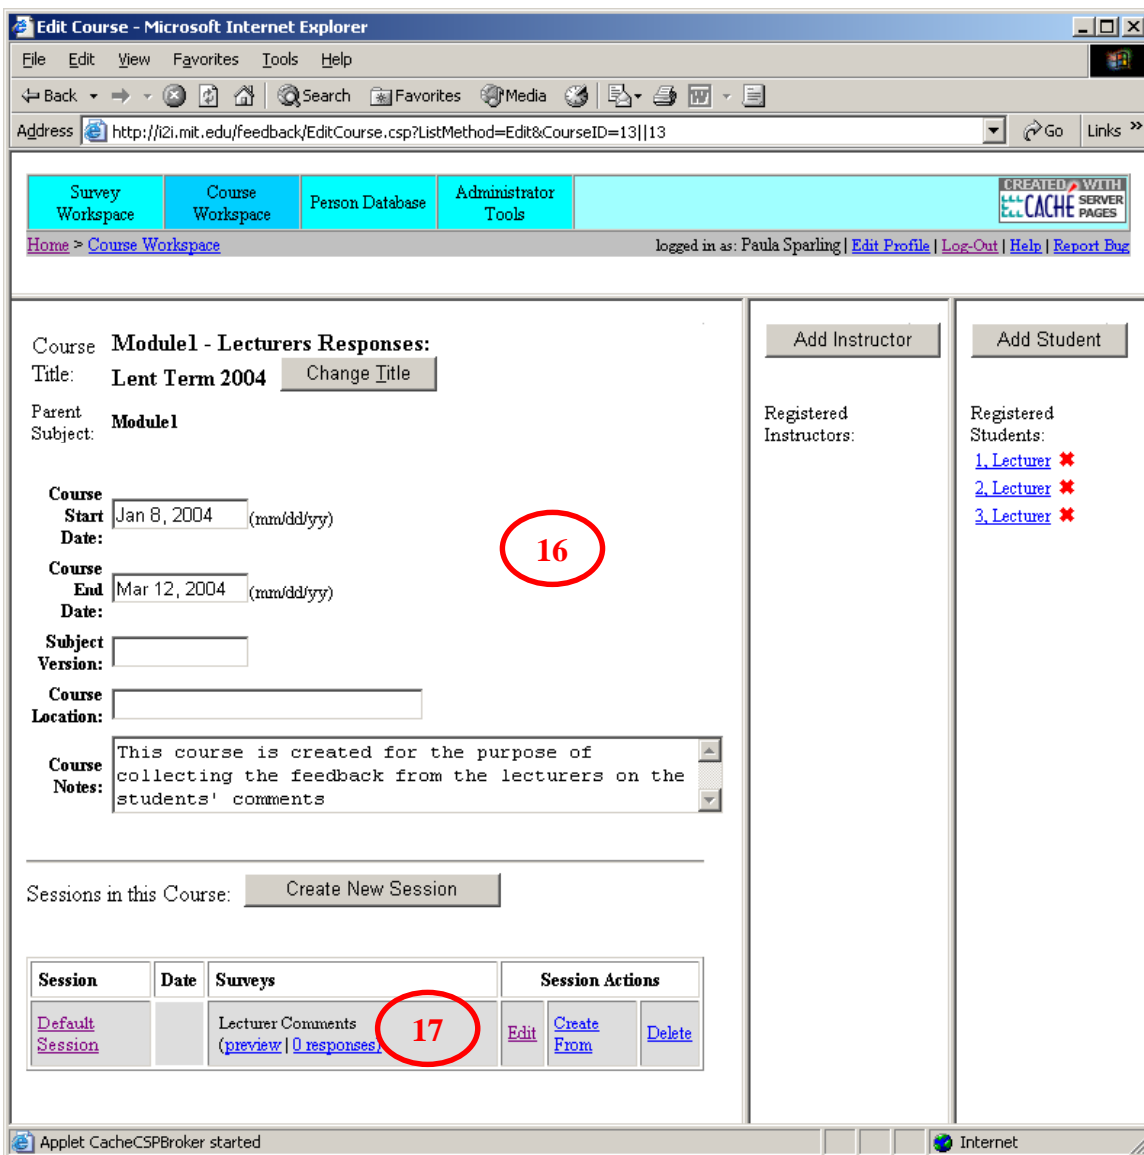 Edit Course - Microsoft Internet Explorer
File Edit View Favorites Tools Help
Back Search Favorites Media
Address http://i2i.mit.edu/feedback/EditCourse.csp?ListMethod=Edit&CourseID=13||13 Go Links »
Survey Workspace
Course Workspace
Person Database
Administrator Tools
CREATED WITH
CACHÉ SERVER PAGES
Home > Course Workspace
logged in as: Paula Sparling | Edit Profile | Log-Out | Help | Report Bug
Course Title: Module1 - Lecturers Responses:
Lent Term 2004 Change Title
Parent Subject: Module1
Course Start Date: Jan 8, 2004 (mm/dd/yy)
16
Course End Date: Mar 12, 2004 (mm/dd/yy)
Subject Version:
Course Location:
Course Notes:
This course is created for the purpose of
collecting the feedback from the lecturers on the
students' comments
Sessions in this Course: Create New Session
Session Date Surveys Session Actions
Default Session
Lecturer Comments
(preview | 0 responses)
17
Edit
Create From
Delete
Add Instructor
Registered
Instructors:
Add Student
Registered
Students:
1, Lecturer
2, Lecturer
3, Lecturer
Applet CacheCSPBroker started
Internet